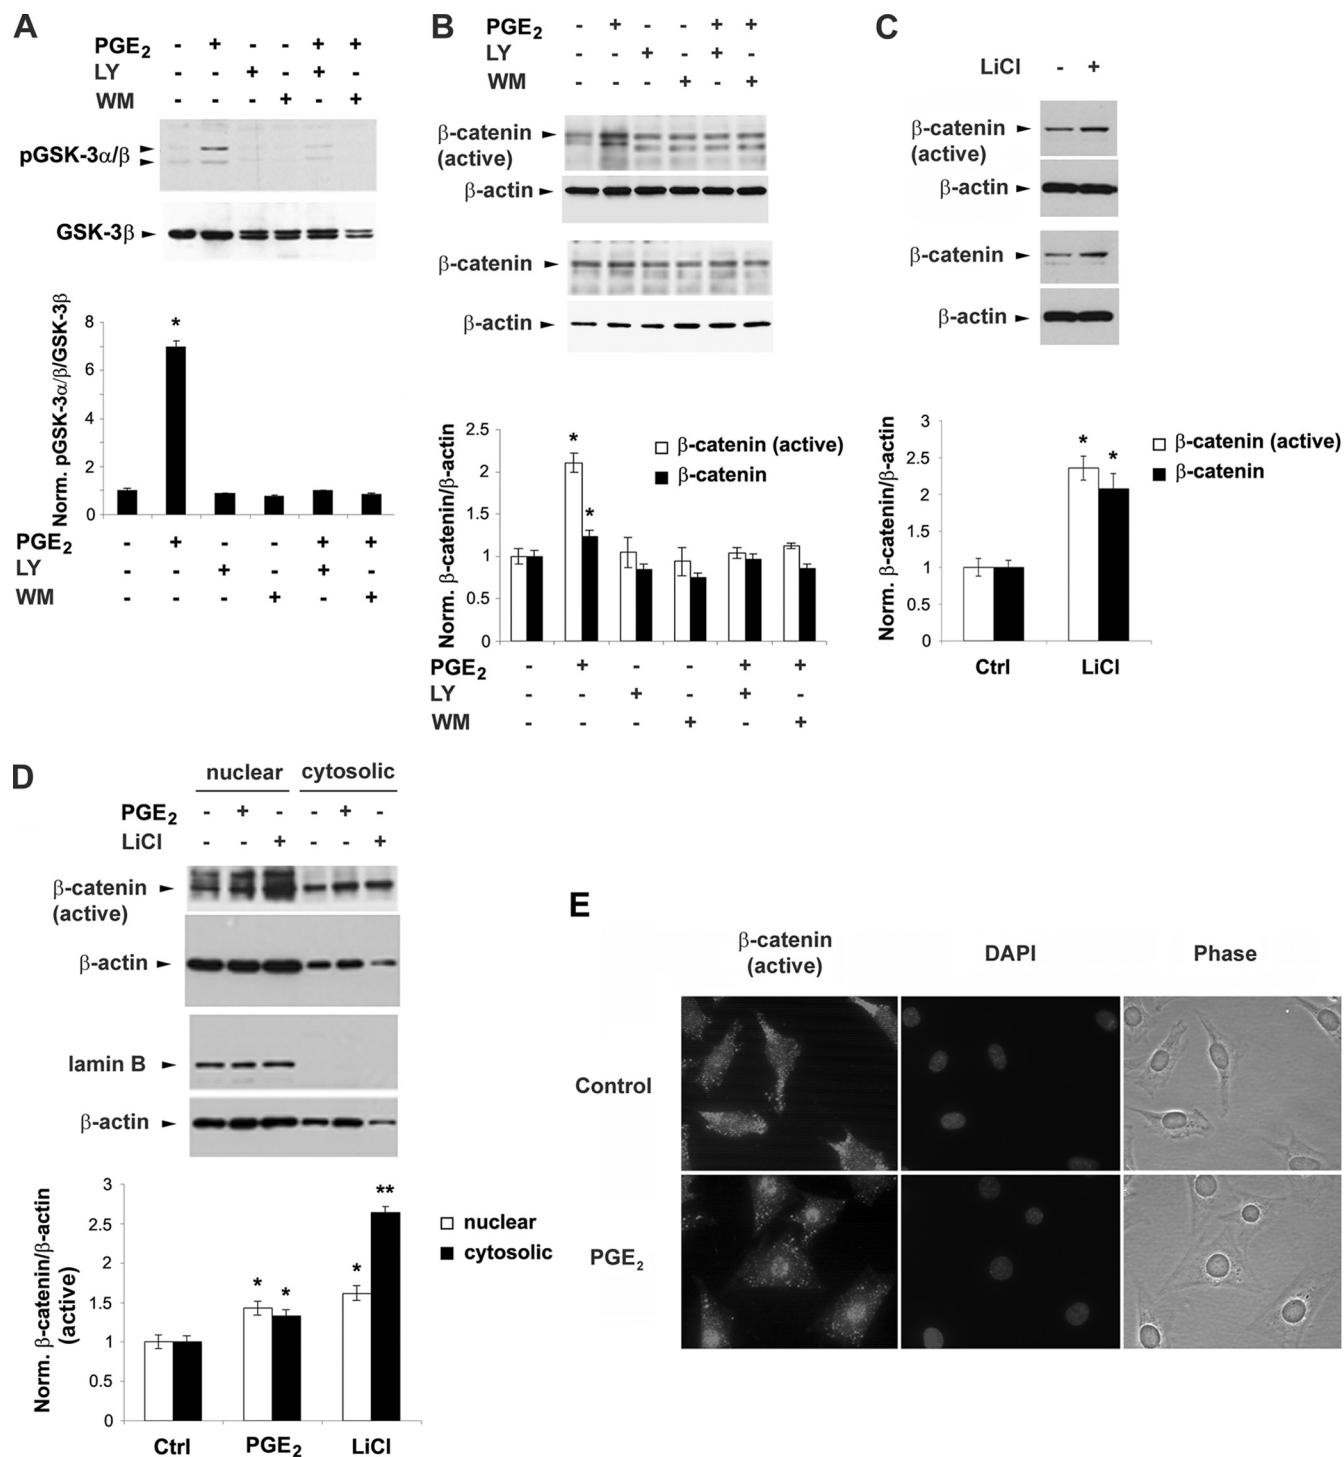 A
PGE2 - + - - + +
LY - - + - + -
WM - - - + - +
pGSK-3α/β
GSK-3β
Norm. pGSK-3α/β/GSK-3β
8
6
4
2
0
*
PGE2 - + - - + +
LY - - + - + -
WM - - - + - +
B
PGE2 - + - - + +
LY - - + - + -
WM - - - + - +
β-catenin
(active)
β-actin
β-catenin
β-actin
Norm. β-catenin/β-actin
2.5
2
1.5
1
0.5
0
* *
β-catenin (active)
β-catenin
PGE2 - + - - + +
LY - - + - + -
WM - - - + - +
C
LiCl - +
β-catenin
(active)
β-actin
β-catenin
β-actin
Norm. β-catenin/β-actin
3
2.5
2
1.5
1
0.5
0
* *
β-catenin (active)
β-catenin
Ctrl LiCl
D
nuclear cytosolic
PGE2 - + - - + -
LiCl - - + - - +
β-catenin
(active)
β-actin
lamin B
β-actin
Norm. β-catenin/β-actin
(active)
3
2.5
2
1.5
1
0.5
0
* * * **
nuclear
cytosolic
Ctrl PGE2 LiCl
E
β-catenin
(active)
DAPI
Phase
Control
PGE2